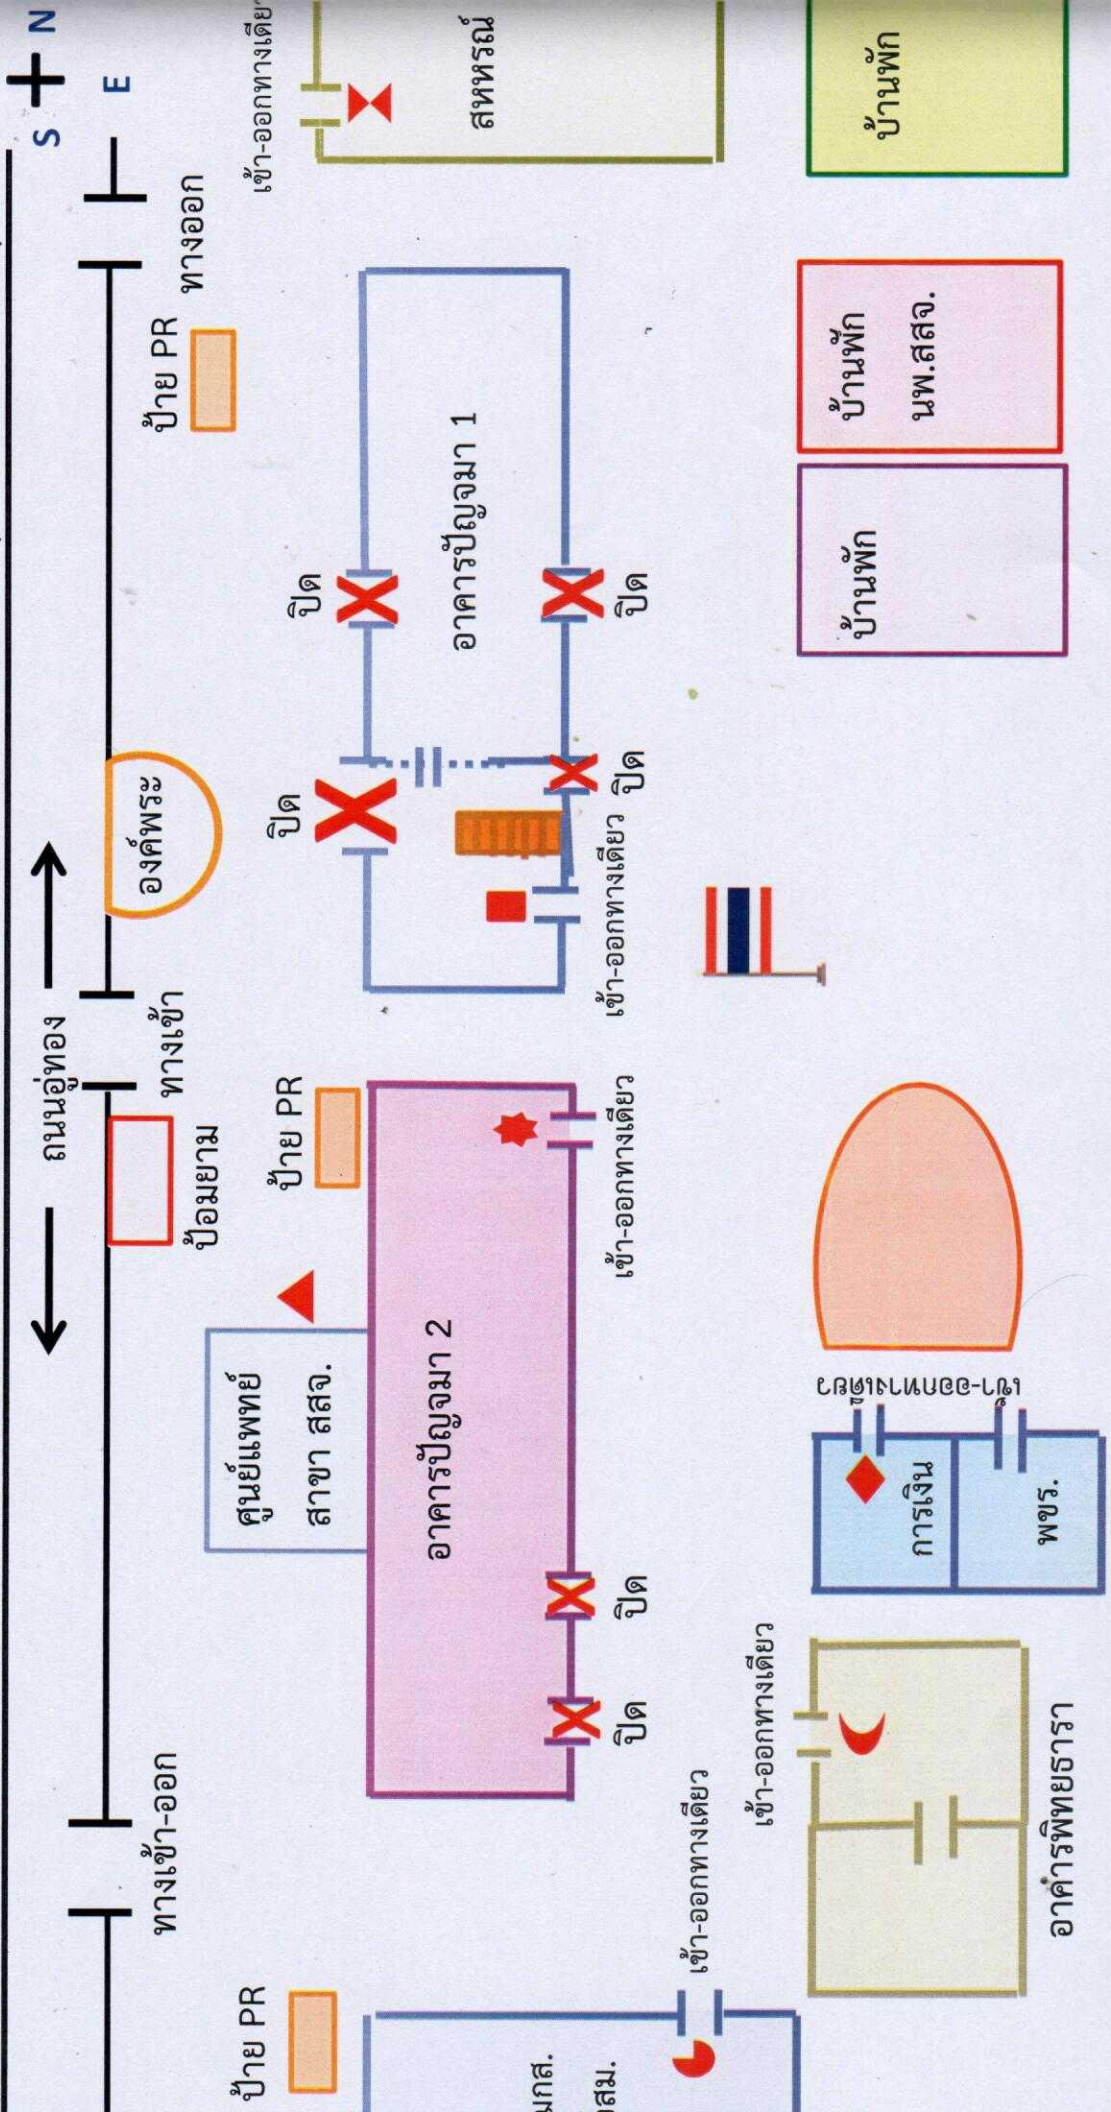 ถนนอู่ทอง
S
N
E
ทางเข้า-ออก
ป้อมยาม
ทางเข้า
องค์พระ
ป้าย PR
ทางออก
ป้าย PR
ศูนย์แพทย์
สาขา สสจ.
ป้าย PR
ปิด
ปิด
เข้า-ออกทางเดียว
อาคารปัญจมา 2
อาคารปัญจมา 1
สหหรณ์
ปิด
ปิด
เข้า-ออกทางเดียว
เข้า-ออกทางเดียว
ปิด
ปิด
เข้า-ออกทางเดียว
เข้า-ออกทางเดียว
การเงิน
พขร.
เข้า-ออกทางเดียว
บ้านพัก
บ้านพัก
นพ.สสจ.
บ้านพัก
อาคารพิทยธารา